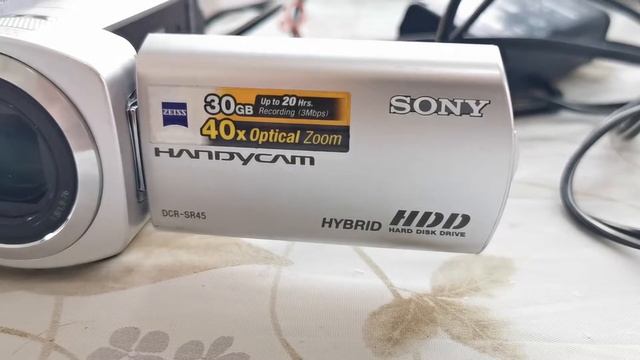 ZEISS
30GB Up to 20 Hrs.
Recording (3Mbps)
40x Optical Zoom
SONY
HANDYCAM
DCR-SR45
HYBRID HDD
HARD DISK DRIVE